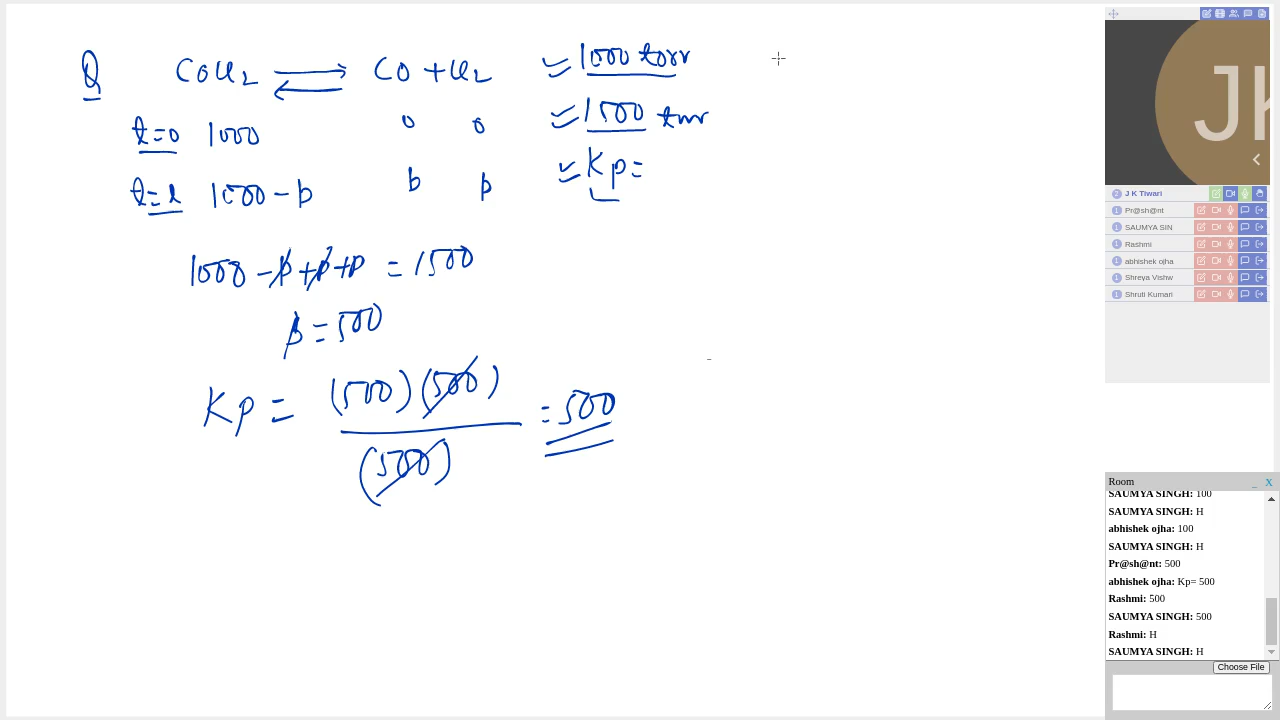 Q COCl2 ⇌ CO + Cl2 1000 torr
t=0 1000 0 0 1500 torr
t=t 1000 - p p p Kp =
1000 - p + p + p = 1500
p = 500
Kp = (500)(500) / (500) = 500
JK
J K Tiwari
Pr@sh@nt
SAUMYA SIN
Rashmi
abhishek ojha
Shreya Vishw
Shruti Kumari
Room _ X
SAUMYA SINGH: 100
SAUMYA SINGH: H
abhishek ojha: 100
SAUMYA SINGH: H
Pr@sh@nt: 500
abhishek ojha: Kp= 500
Rashmi: 500
SAUMYA SINGH: 500
Rashmi: H
SAUMYA SINGH: H
Choose File